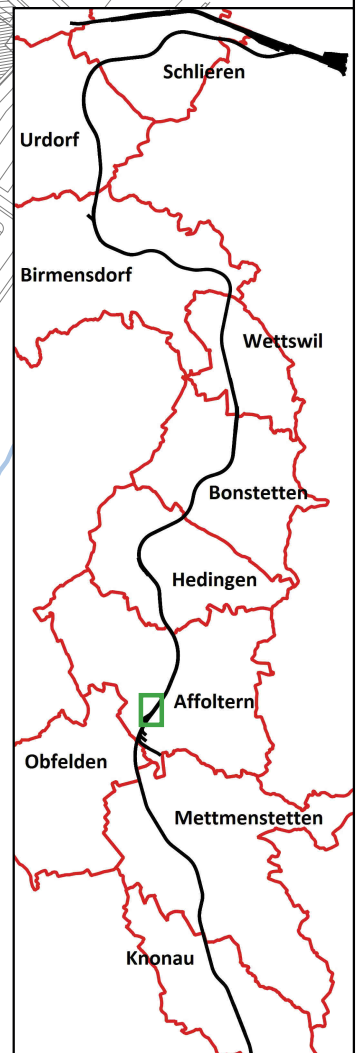 Schlieren
Urdorf
Birmensdorf
Wettswil
Bonstetten
Hedingen
Affoltern
Obfelden
Mettmenstetten
Knonau